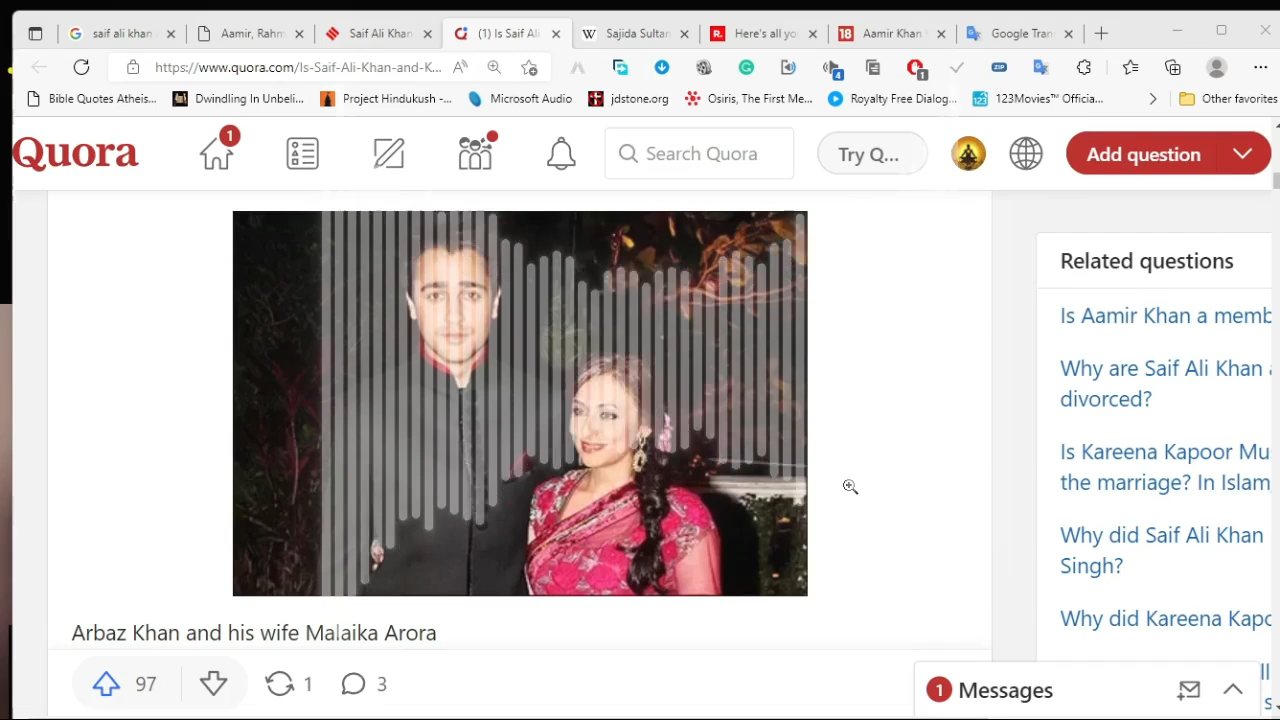 saif ali khan
Aamir, Rahm
Saif Ali Khan
(1) Is Saif Ali
Sajida Sultan
Here's all yo
Aamir Khan
Google Tran
https://www.quora.com/Is-Saif-Ali-Khan-and-K...
4
1
ZIP
Bible Quotes Atheis...
Dwindling In Unbeli...
Project Hindukush -...
Microsoft Audio
jdstone.org
Osiris, The First Me...
Royalty Free Dialog...
123Movies™ Officia...
Other favorites
Quora
1
Search Quora
Try Q...
Add question
Related questions
Is Aamir Khan a memb
Why are Saif Ali Khan
divorced?
Is Kareena Kapoor Mu
the marriage? In Islam,
Why did Saif Ali Khan
Singh?
Why did Kareena Kapo
Arbaz Khan and his wife Malaika Arora
97
1
3
1 Messages